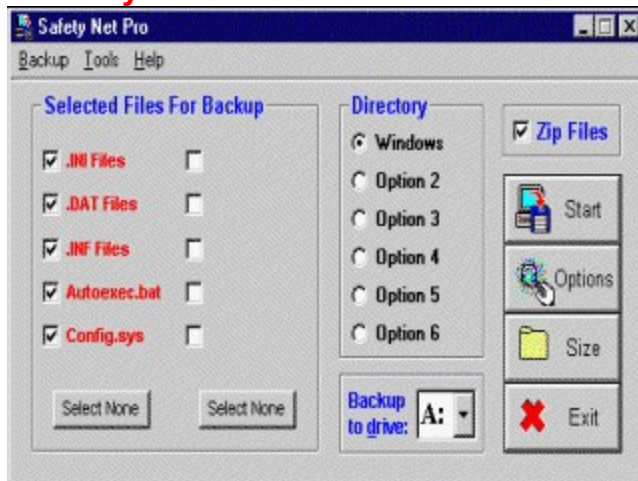 Safety Net Pro
Backup Tools Help
Selected Files For Backup
.INI Files
.DAT Files
.INF Files
Autoexec.bat
Config.sys
Select None
Select None
Directory
Windows
Option 2
Option 3
Option 4
Option 5
Option 6
Backup
to drive:
A:
Zip Files
Start
Options
Size
Exit